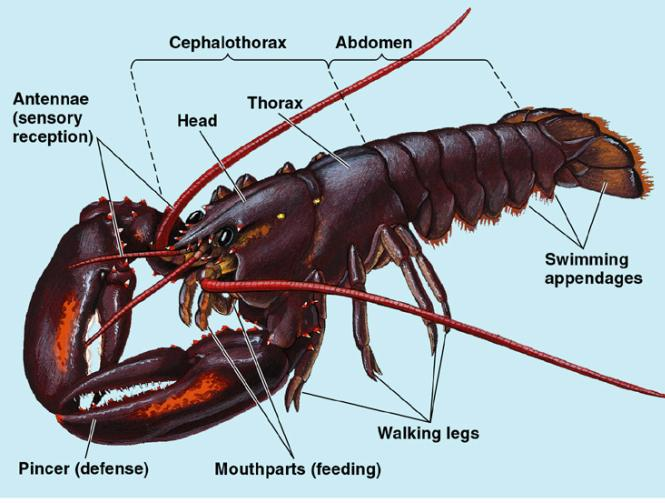 Cephalothorax
Abdomen
Antennae
(sensory
reception)
Head
Thorax
Swimming
appendages
Walking legs
Pincer (defense)
Mouthparts (feeding)